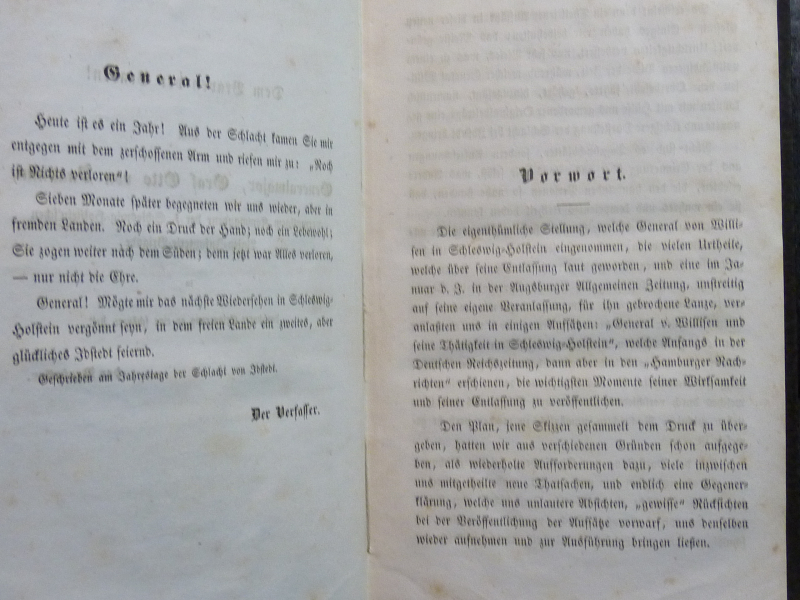 General!
Heute ist es ein Jahr! Aus der Schlacht kamen Sie mir
entgegen mit dem zerschossenen Arm und riefen mir zu: „Noch
ist Nichts verloren“!
Sieben Monate später begegneten wir uns wieder, aber in
fremden Landen. Noch ein Druck der Hand; noch ein Lebewohl;
Sie zogen weiter nach dem Süden; denn jetzt war Alles verloren,
— nur nicht die Ehre.
General! Mögte mir das nächste Wiedersehen in Schleswig-
Holstein vergönnt seyn, in dem freien Lande ein zweites, aber
glückliches Idstedt feiernd.
Geschrieben am Jahrestage der Schlacht von Idstedt.
Der Verfasser.
Vorwort.
Die eigenthümliche Stellung, welche General von Willi-
sen in Schleswig-Holstein eingenommen, die vielen Urtheile,
welche über seine Entlassung laut geworden, und eine im Ja-
nuar d. J. in der Augsburger Allgemeinen Zeitung, unstreitig
auf seine eigene Veranlassung, für ihn gebrochene Lanze, ver-
anlaßten uns in einigen Aufsätzen: „General v. Willisen und
seine Thätigkeit in Schleswig-Holstein“, welche Anfangs in der
Deutschen Reichszeitung, dann aber in den „Hamburger Nach-
richten“ erschienen, die wichtigsten Momente seiner Wirksamkeit
und seiner Entlassung zu veröffentlichen.
Den Plan, jene Skizzen gesammelt dem Druck zu über-
geben, hatten wir aus verschiedenen Gründen schon aufgege-
ben, als wiederholte Aufforderungen dazu, viele inzwischen
uns mitgetheilte neue Thatsachen, und endlich eine Gegener-
klärung, welche uns unlautere Absichten, „gewisse“ Rücksichten
bei der Veröffentlichung der Aufsätze vorwarf, uns denselben
wieder aufnehmen und zur Ausführung bringen ließen.